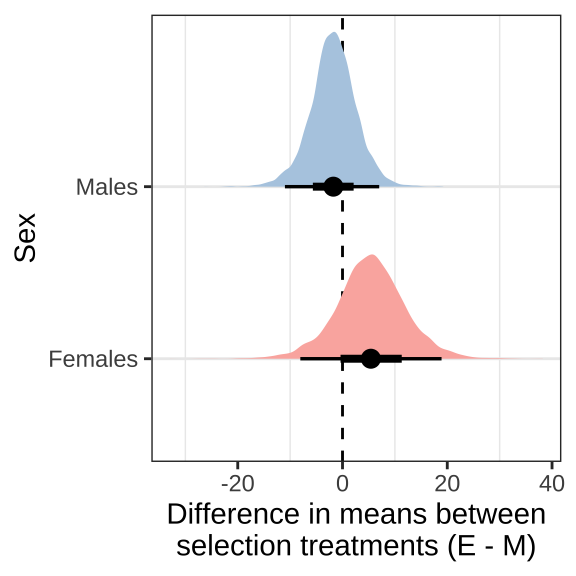 Sex
Males
Females
-20 0 20 40
Difference in means between
selection treatments (E - M)